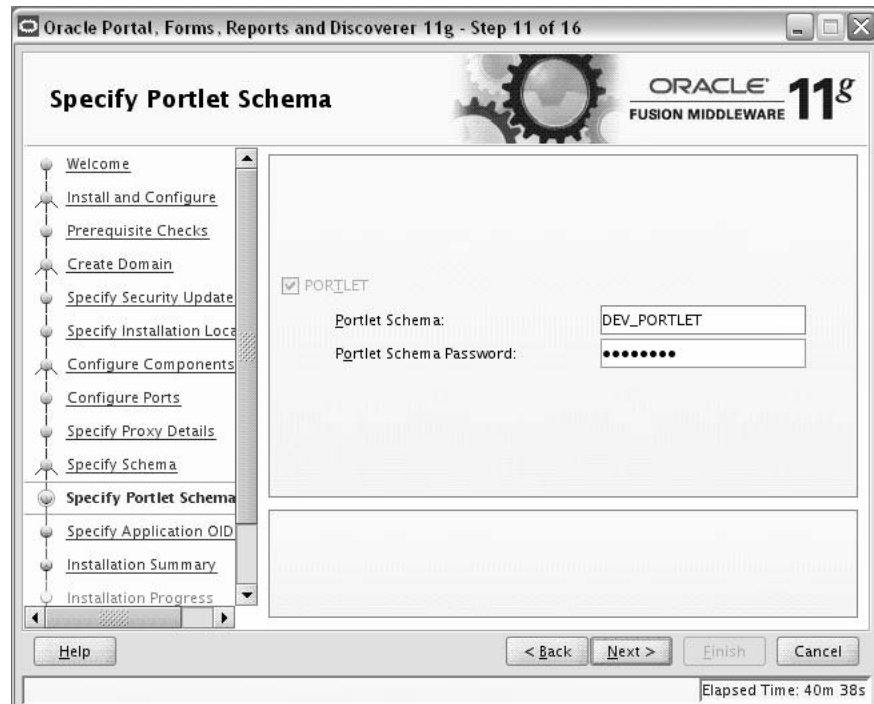 Oracle Portal, Forms, Reports and Discoverer 11g - Step 11 of 16
Specify Portlet Schema
ORACLE
FUSION MIDDLEWARE
11g
Welcome
Install and Configure
Prerequisite Checks
Create Domain
Specify Security Update
Specify Installation Loca
Configure Components
Configure Ports
Specify Proxy Details
Specify Schema
Specify Portlet Schema
Specify Application OID
Installation Summary
Installation Progress
PORTLET
Portlet Schema: DEV_PORTLET
Portlet Schema Password: ●●●●●●●●
Help
< Back
Next >
Finish
Cancel
Elapsed Time: 40m 38s